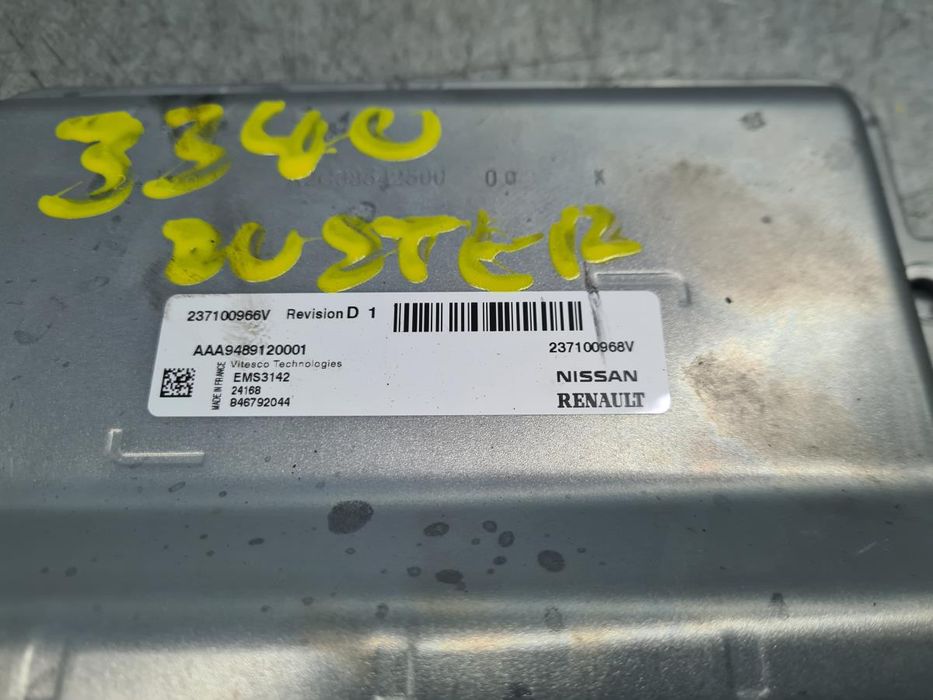 3340
DUSTER
237100966V Revision D 1
AAA9489120001
237100968V
Vitesco Technologies
MADE IN FRANCE
EMS3142
24168
846792044
NISSAN
RENAULT